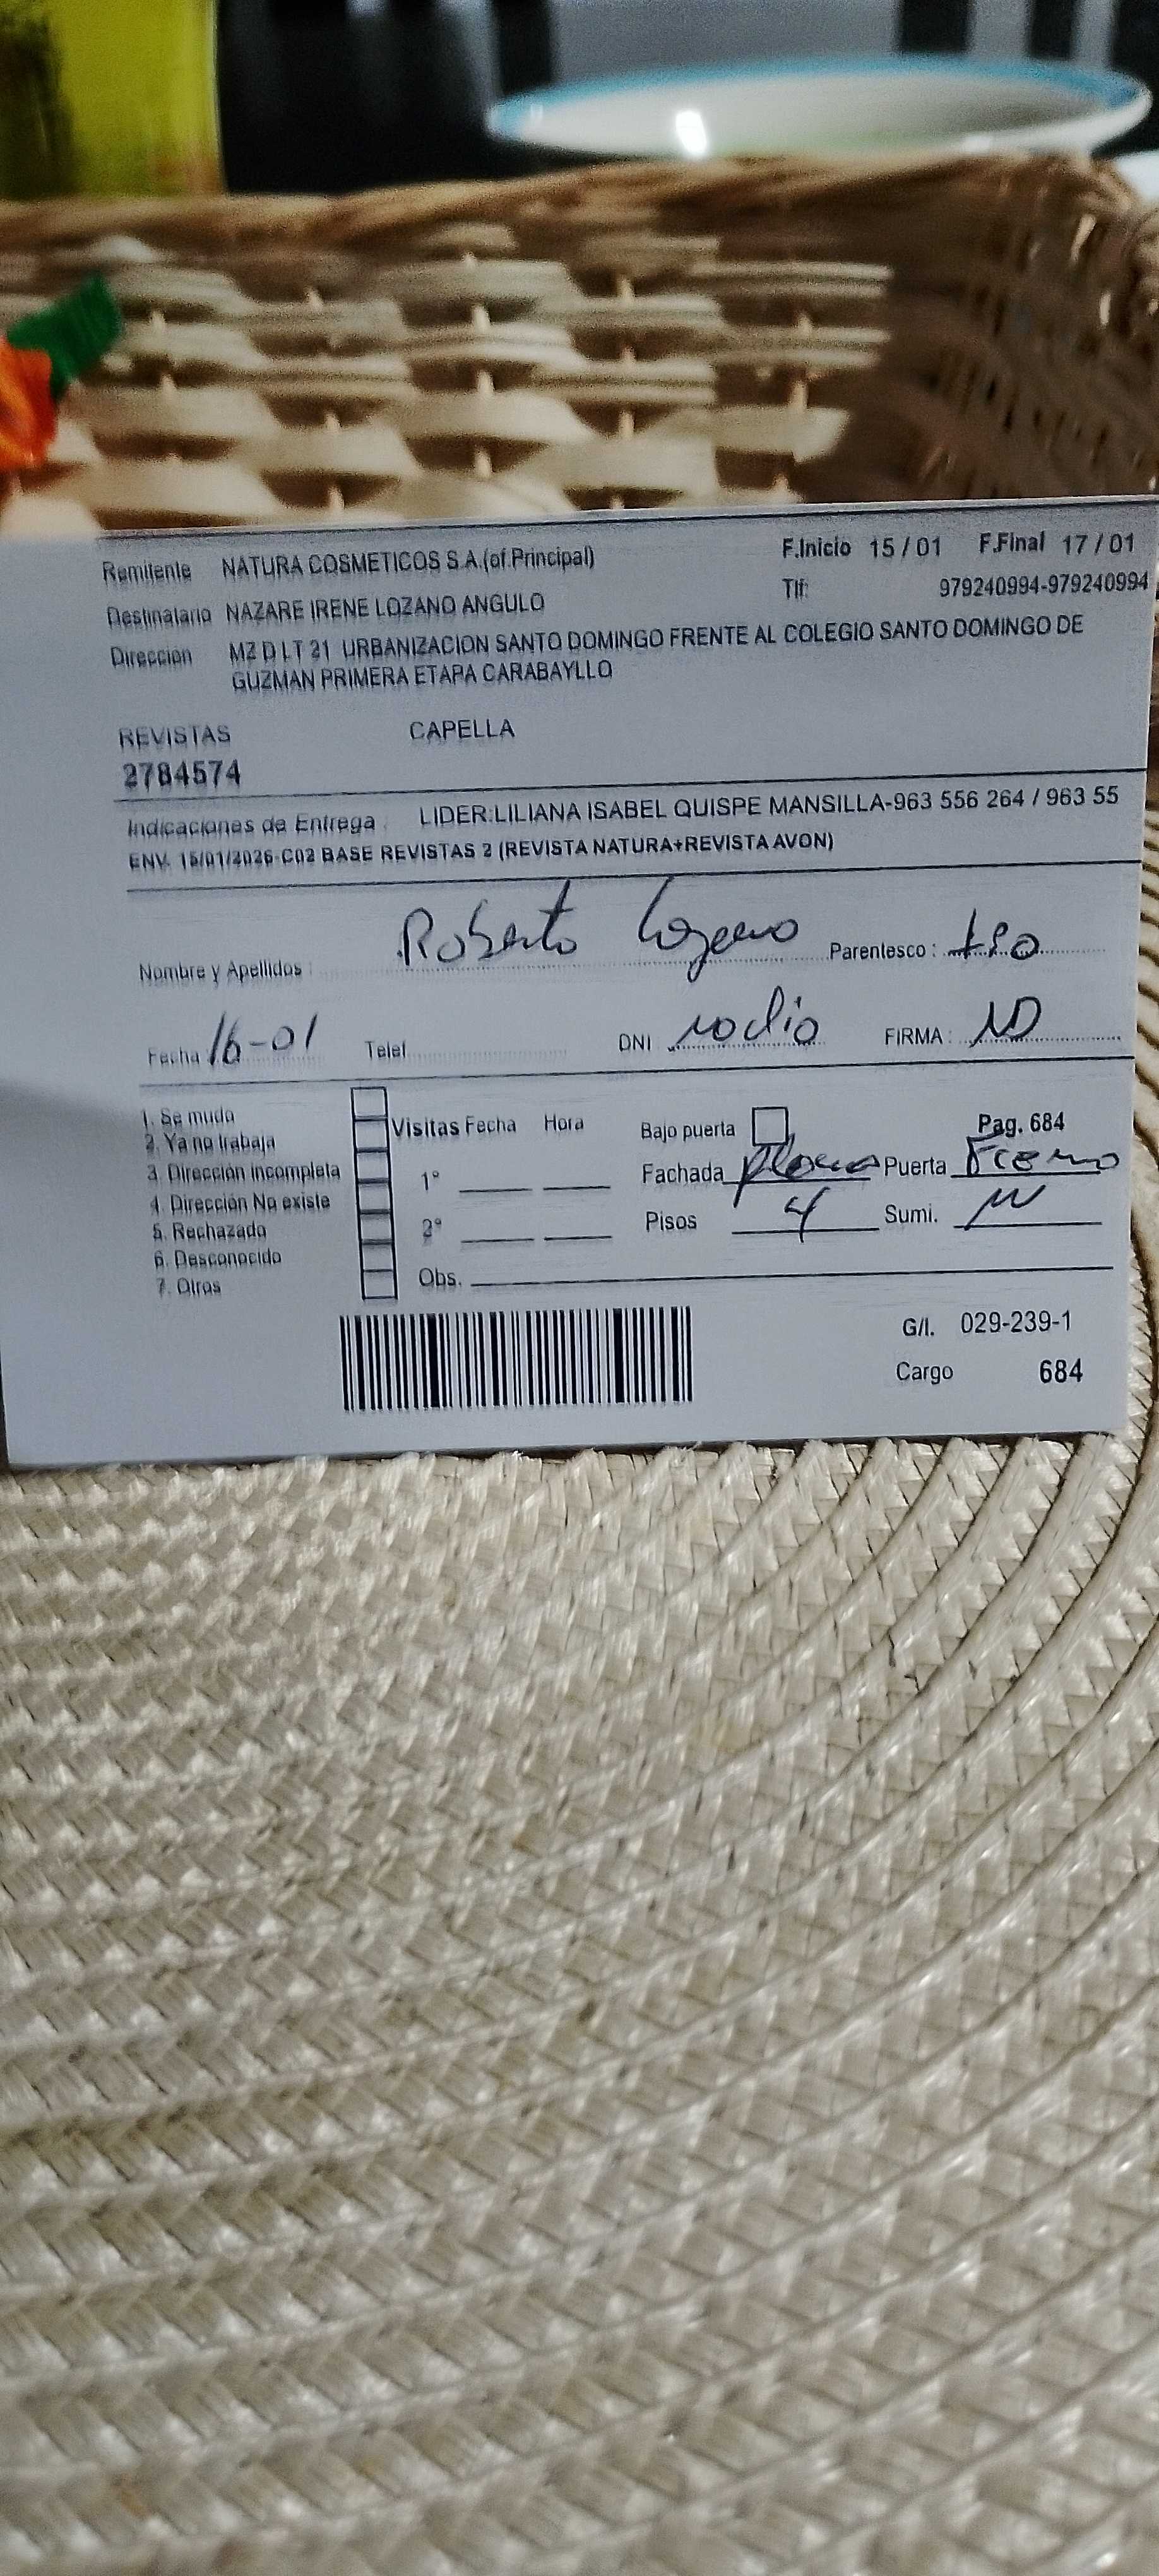 Remitente NATURA COSMETICOS S.A.(of.Principal) F.Inicio 15 / 01 F.Final 17 / 01
Destinatario NAZARE IRENE LOZANO ANGULO Tlf: 979240994-979240994
Dirección MZ D LT 21 URBANIZACION SANTO DOMINGO FRENTE AL COLEGIO SANTO DOMINGO DE
GUZMAN PRIMERA ETAPA CARABAYLLO
REVISTAS CAPELLA
2784574
Indicaciones de Entrega : LIDER:LILIANA ISABEL QUISPE MANSILLA-963 556 264 / 963 55
ENV. 15/01/2026-C02 BASE REVISTAS 2 (REVISTA NATURA+REVISTA AVON)
Nombre y Apellidos : Roberto Lozano Parentesco : tio
Fecha 16-01 Telef DNI no dio FIRMA : ND
1. Se mudo
2. Ya no trabaja
3. Dirección incompleta
4. Dirección No existe
5. Rechazado
6. Desconocido
7. Otros
Visitas Fecha Hora
1°
2°
Obs.
Bajo puerta Pag. 684
Fachada Puerta
Pisos 4 Sumi.
G/I. 029-239-1
Cargo 684